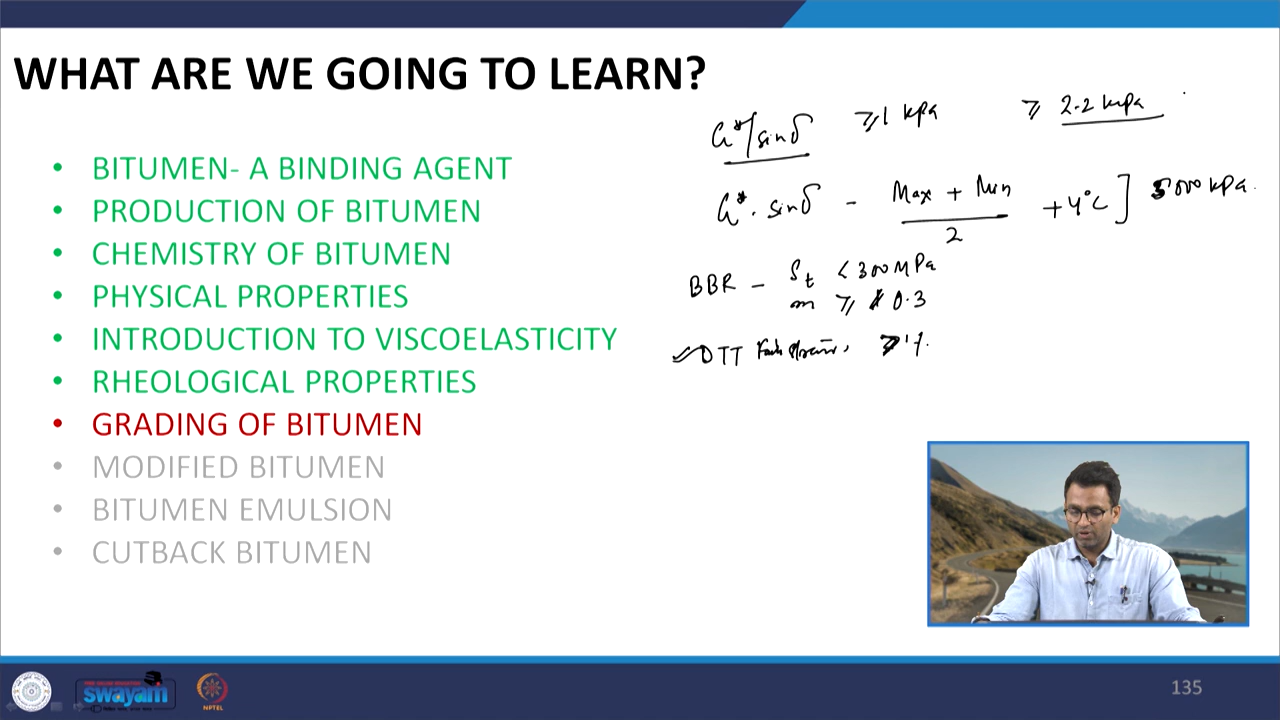 WHAT ARE WE GOING TO LEARN?
• BITUMEN- A BINDING AGENT
• PRODUCTION OF BITUMEN
• CHEMISTRY OF BITUMEN
• PHYSICAL PROPERTIES
• INTRODUCTION TO VISCOELASTICITY
• RHEOLOGICAL PROPERTIES
• GRADING OF BITUMEN
• MODIFIED BITUMEN
• BITUMEN EMULSION
• CUTBACK BITUMEN
G*/sinδ ≥ 1 kPa ≥ 2.2 kPa
G*. sinδ - (Max + Min)/2 + 4°C ] 5000 kPa.
BBR - St < 300 MPa
m ≥ 0.3
✓ DTT 1%.
swayam
NPTEL
135